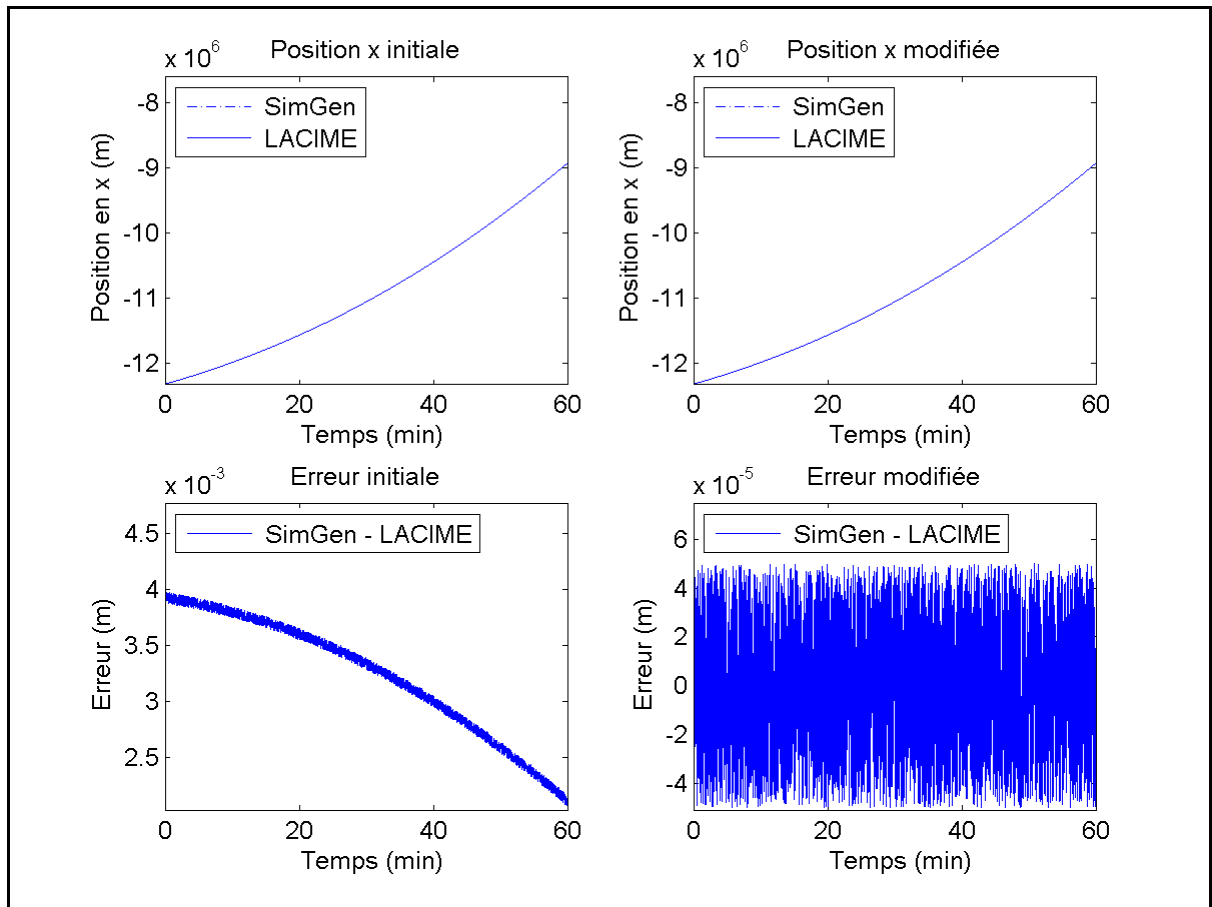 Position x initiale
x 10^6
SimGen
LACIME
Position en x (m)
-8
-9
-10
-11
-12
0 20 40 60
Temps (min)
Position x modifiée
x 10^6
SimGen
LACIME
Position en x (m)
-8
-9
-10
-11
-12
0 20 40 60
Temps (min)
Erreur initiale
x 10^-3
SimGen - LACIME
Erreur (m)
4.5
4
3.5
3
2.5
0 20 40 60
Temps (min)
Erreur modifiée
x 10^-5
SimGen - LACIME
Erreur (m)
6
4
2
0
-2
-4
0 20 40 60
Temps (min)